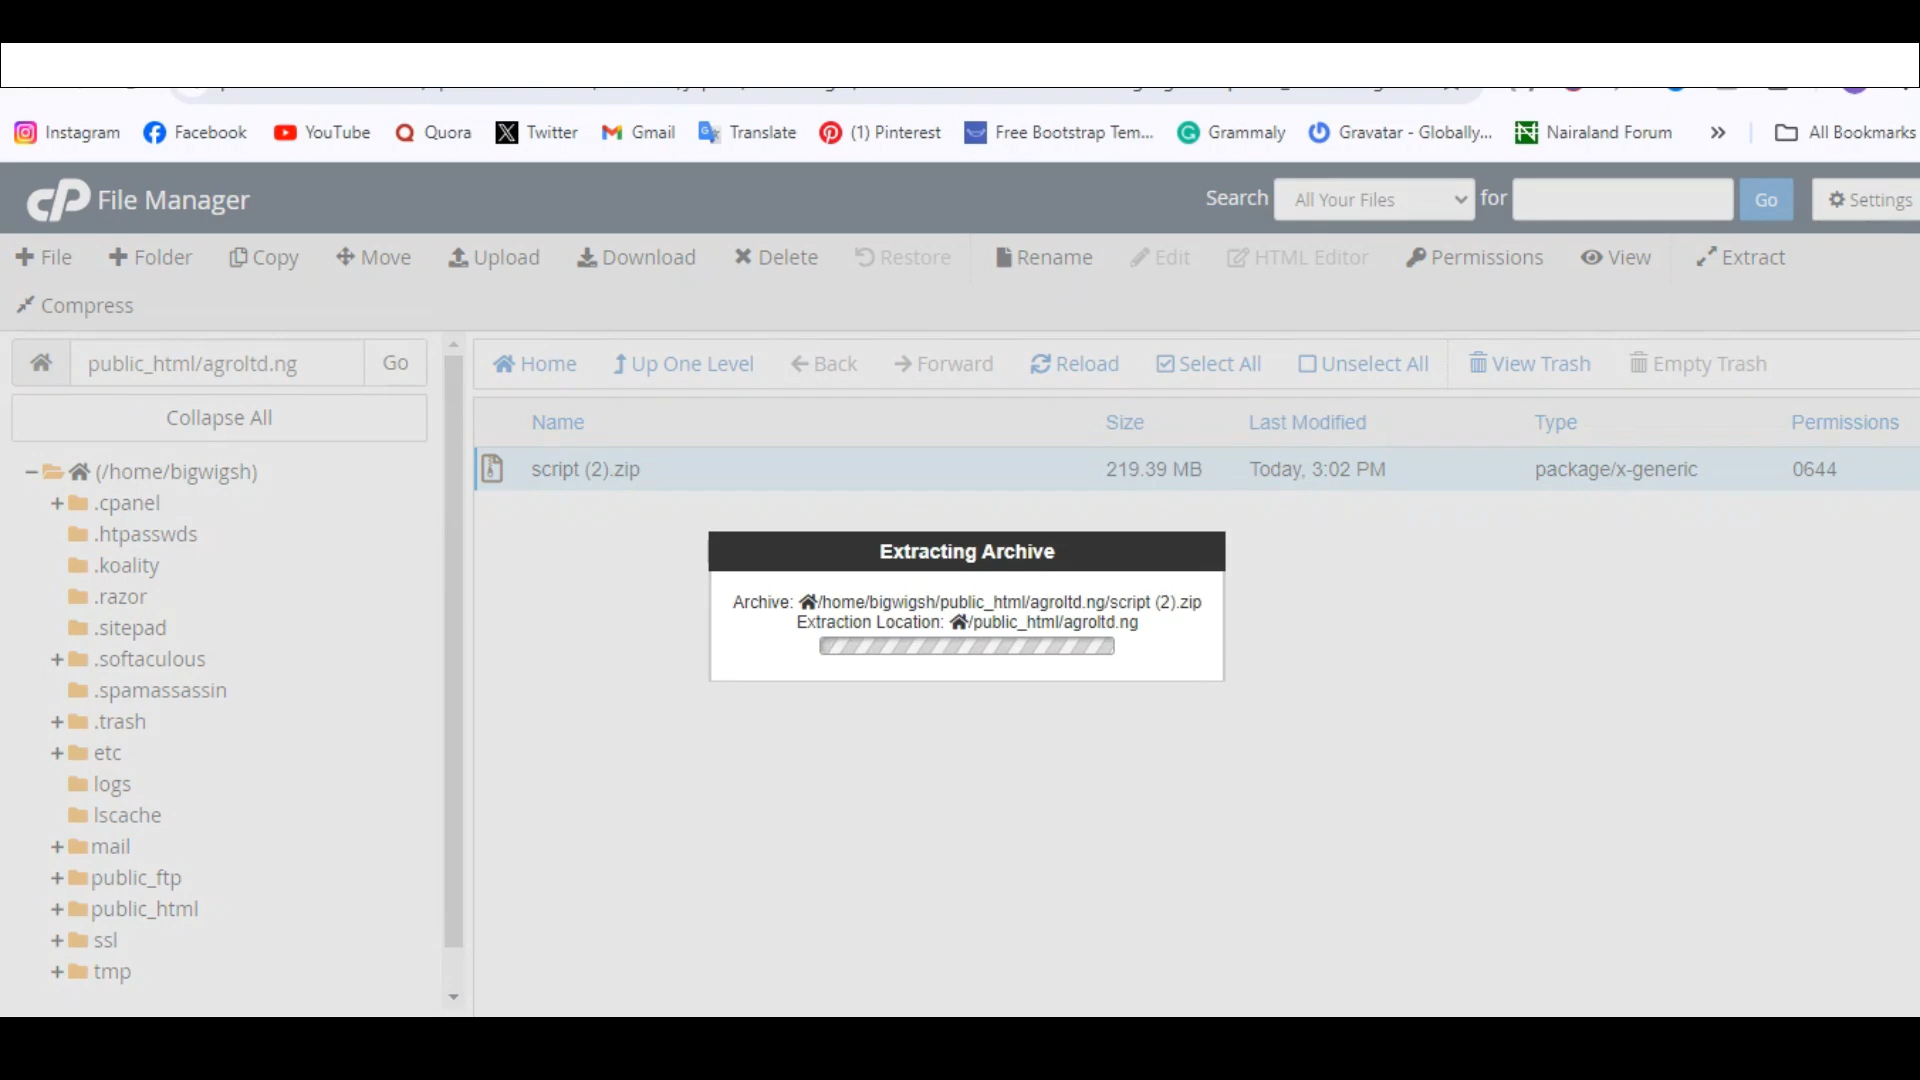 Instagram Facebook YouTube Quora Twitter Gmail Translate (1) Pinterest Free Bootstrap Tem... Grammaly Gravatar - Globally... Nairaland Forum » All Bookmarks
cP File Manager Search All Your Files for Go Settings
File Folder Copy Move Upload Download Delete Restore Rename Edit HTML Editor Permissions View Extract
Compress
public_html/agroltd.ng Go Home Up One Level Back Forward Reload Select All Unselect All View Trash Empty Trash
Collapse All
Name Size Last Modified Type Permissions
script (2).zip 219.39 MB Today, 3:02 PM package/x-generic 0644
(/home/bigwigsh)
.cpanel
.htpasswds
.koality
.razor
.sitepad
.softaculous
.spamassassin
.trash
etc
logs
lscache
mail
public_ftp
public_html
ssl
tmp
Extracting Archive
Archive: /home/bigwigsh/public_html/agroltd.ng/script (2).zip
Extraction Location: /public_html/agroltd.ng